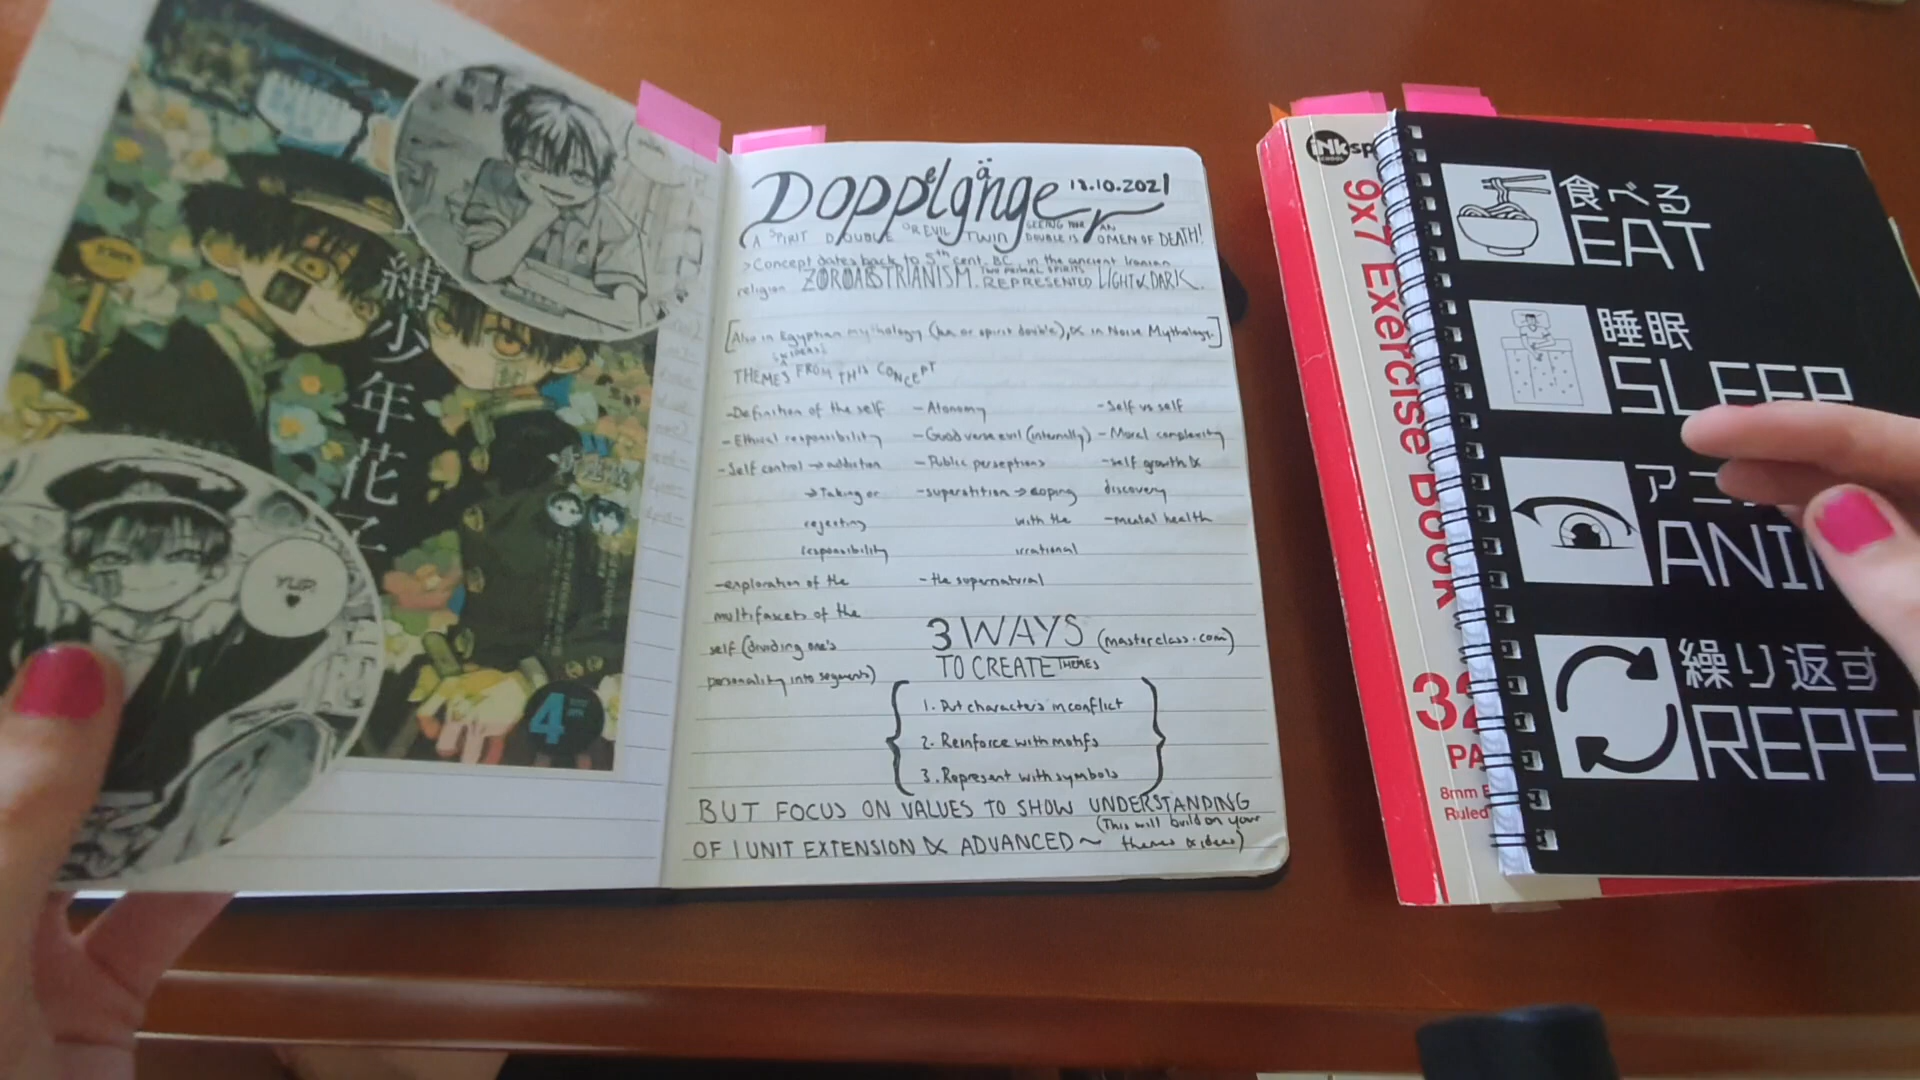 縛少年花子
YUP
4
Doppelgänger 18.10.2021
A SPIRIT DOUBLE OR EVIL TWIN SEEING YOUR DOUBLE IS AN OMEN OF DEATH!
>Concept dates back to 5th cent. BC in the ancient Iranian
religion ZOROASTRIANISM. TWO PRIMAL SPIRITS REPRESENTED LIGHT & DARK.
[Also in Egyptian mythology (ka, or spirit double), & in Norse Mythology.]
THEMES & IDEAS FROM THIS CONCEPT
-Definition of the self
-Ethical responsibility
-Self control → addiction
→ Taking or
rejecting
responsibility
-exploration of the
multifacets of the
self (dividing one's
personality into segments)
-Atonomy
-Good verse evil (internally)
-Public perseptions
-superstition → coping
with the
irrational
-the supernatural
-Self vs self
-Moral complexity
-self growth &
discovery
-mental health
3 WAYS (masterclass.com)
TO CREATE THEMES
1. Put characters in conflict
2. Reinforce with motifs
3. Represent with symbols
BUT FOCUS ON VALUES TO SHOW UNDERSTANDING
OF 1 UNIT EXTENSION & ADVANCED~
(This will build on your
themes & ideas)
ink
SCHOOL
9x7 Exercise Book
食べる
EAT
睡眠
SLEEP
REPE
繰り返す